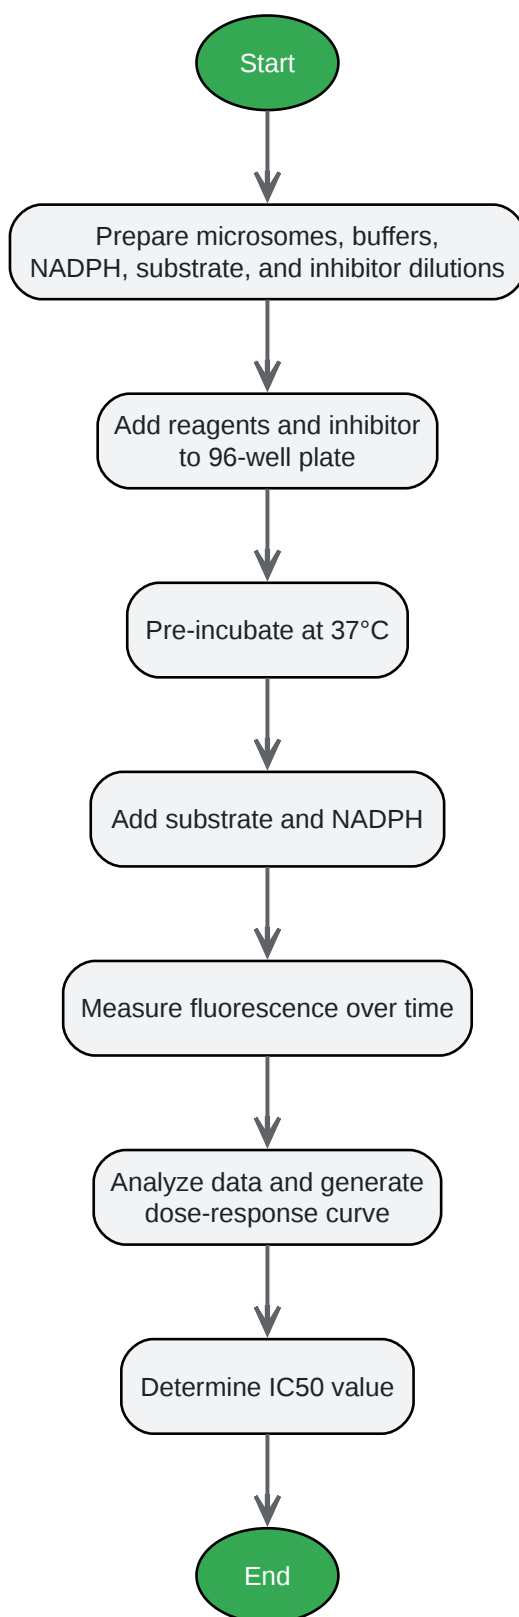 Start
Prepare microsomes, buffers,
NADPH, substrate, and inhibitor dilutions
Add reagents and inhibitor
to 96-well plate
Pre-incubate at 37°C
Add substrate and NADPH
Measure fluorescence over time
Analyze data and generate
dose-response curve
Determine IC50 value
End